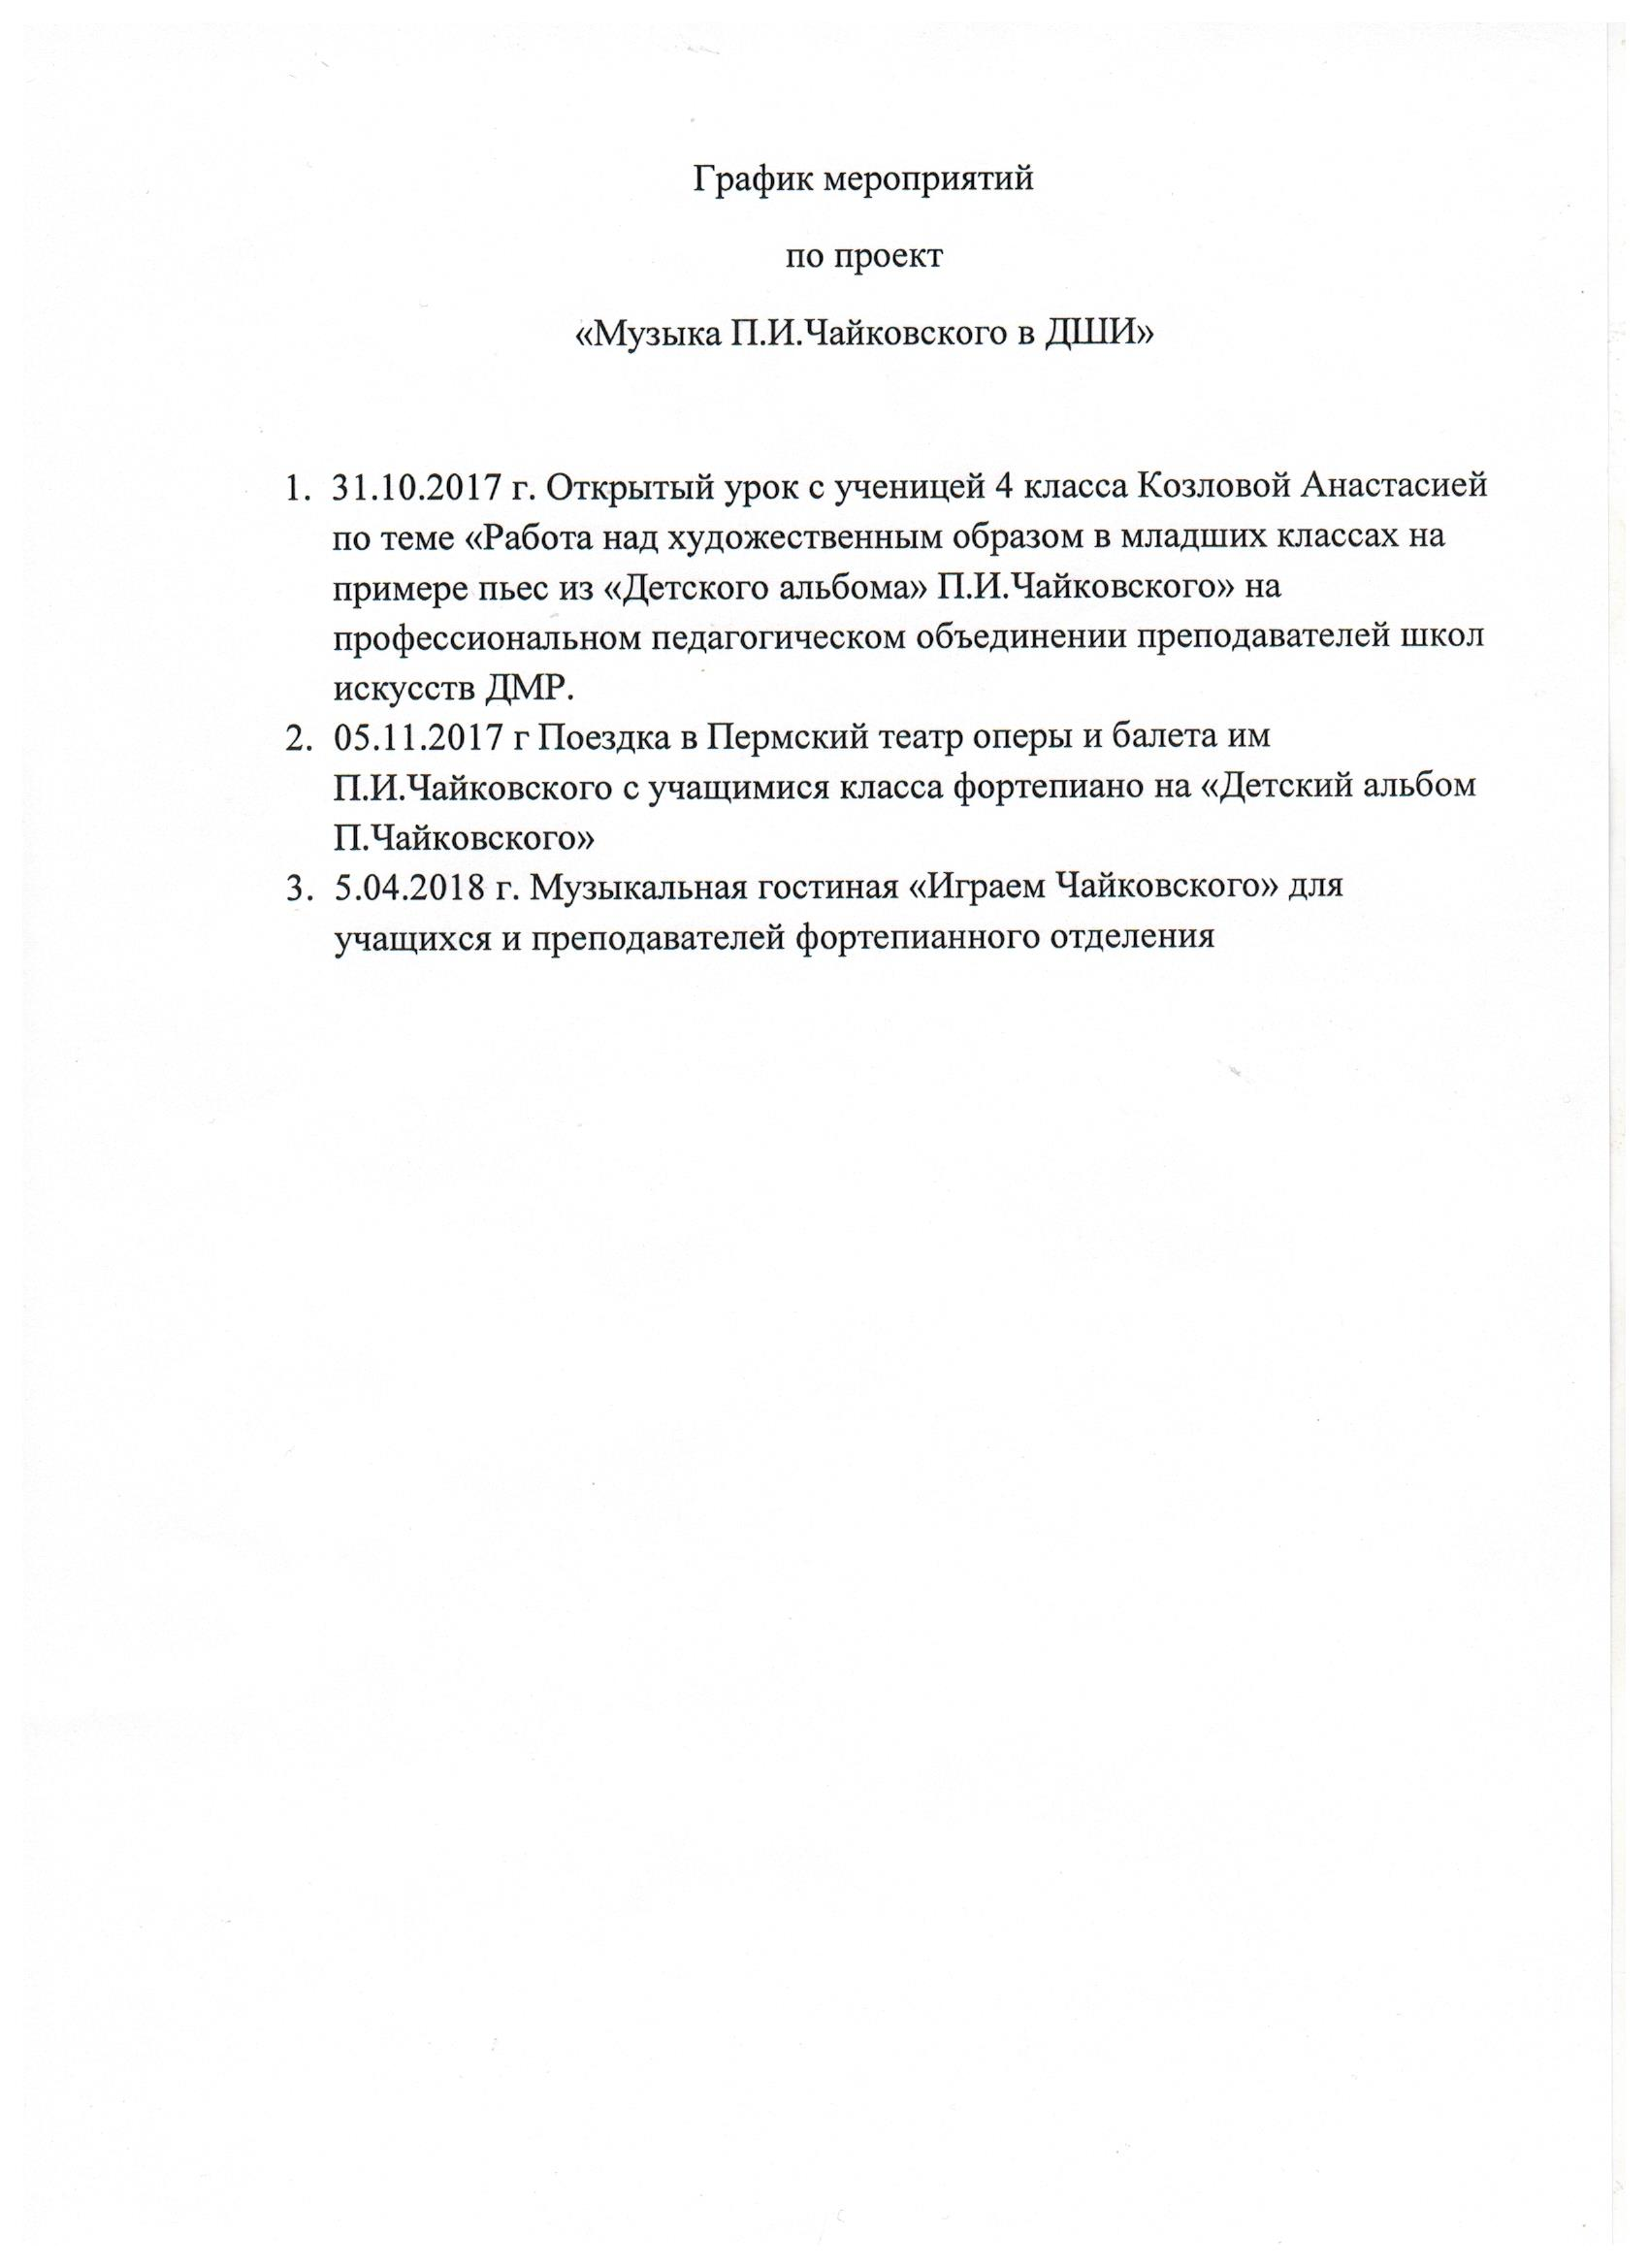 График мероприятий
по проект
«Музыка П.И.Чайковского в ДШИ»
1. 31.10.2017 г. Открытый урок с ученицей 4 класса Козловой Анастасией
по теме «Работа над художественным образом в младших классах на
примере пьес из «Детского альбома» П.И.Чайковского» на
профессиональном педагогическом объединении преподавателей школ
искусств ДМР.
2. 05.11.2017 г Поездка в Пермский театр оперы и балета им
П.И.Чайковского с учащимися класса фортепиано на «Детский альбом
П.Чайковского»
3. 5.04.2018 г. Музыкальная гостиная «Играем Чайковского» для
учащихся и преподавателей фортепианного отделения